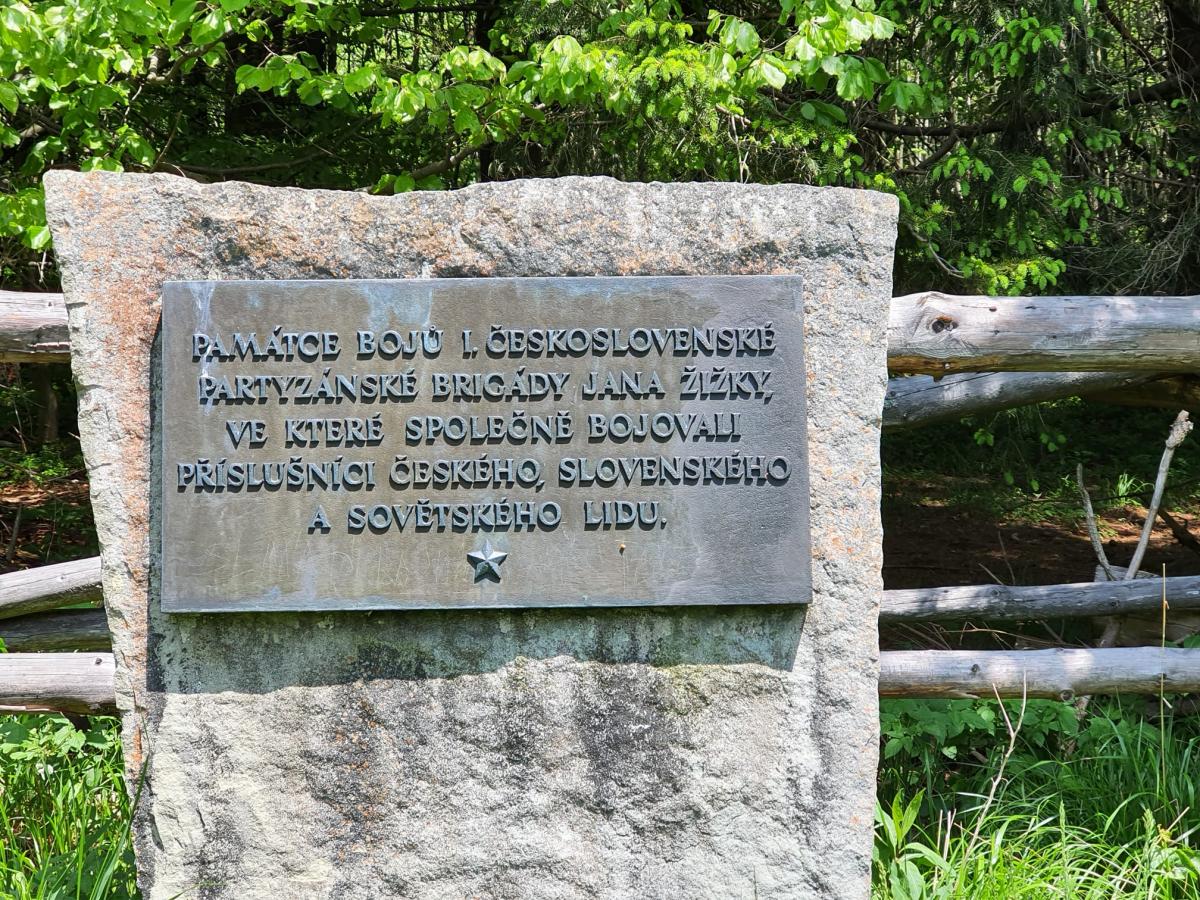 PAMÁTCE BOJŮ I. ČESKOSLOVENSKÉ
PARTYZÁNSKÉ BRIGÁDY JANA ŽIŽKY,
VE KTERÉ SPOLEČNĚ BOJOVALI
PŘÍSLUŠNÍCI ČESKÉHO, SLOVENSKÉHO
A SOVĚTSKÉHO LIDU.